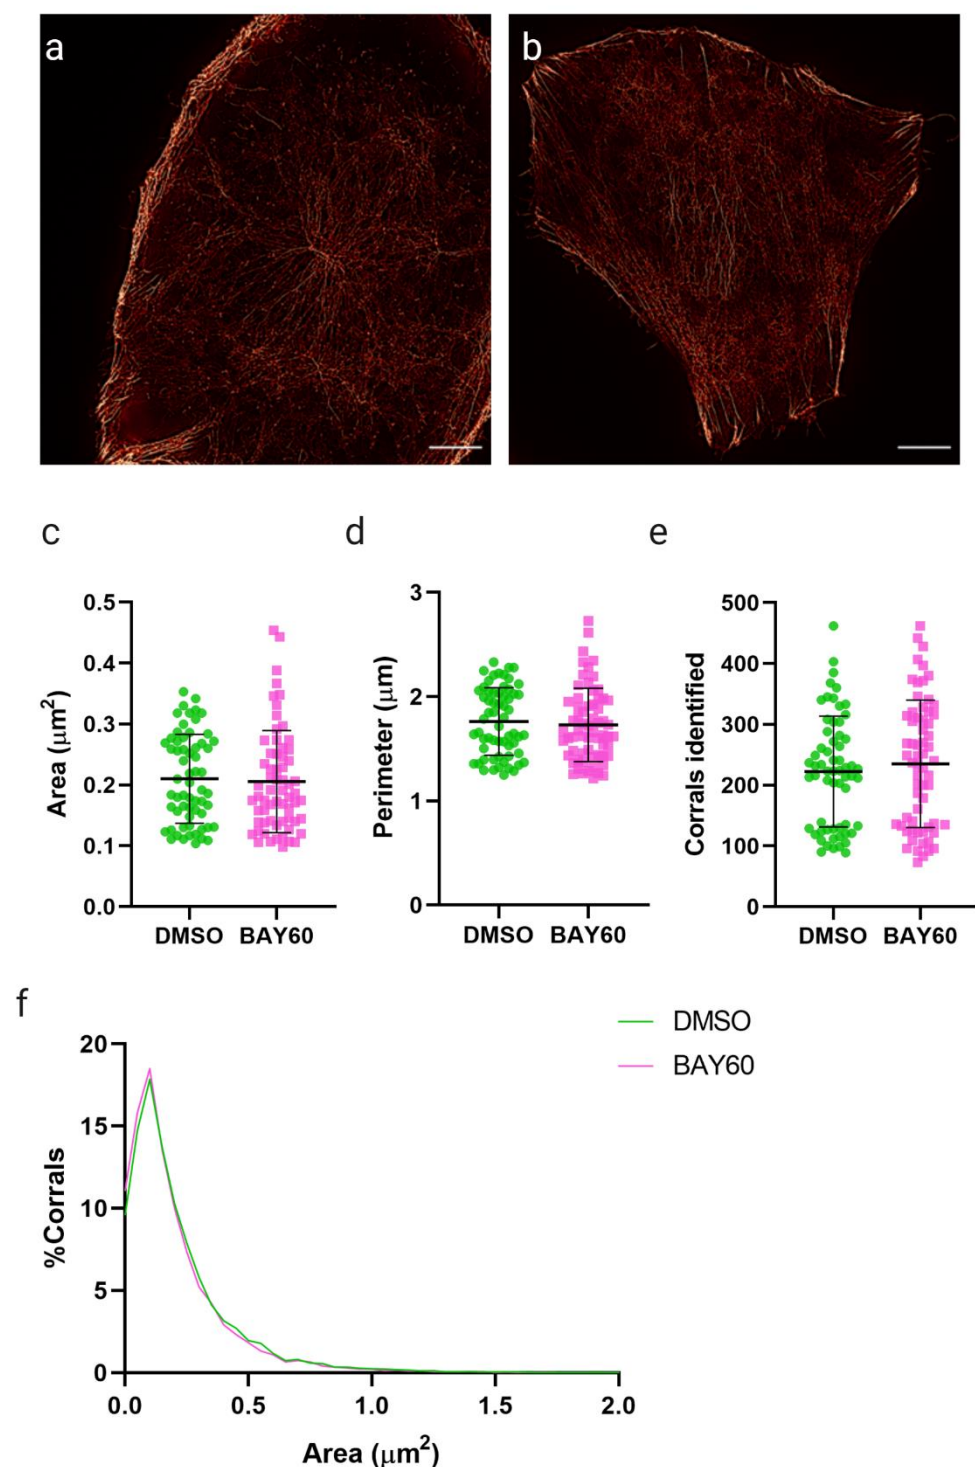 a
b
c
d
e
0.5
0.4
0.3
0.2
0.1
0.0
Area (μm²)
DMSO BAY60
3
2
1
0
Perimeter (μm)
DMSO BAY60
500
400
300
200
100
0
Corrals identified
DMSO BAY60
f
DMSO
BAY60
20
15
10
5
0
%Corrals
0.0 0.5 1.0 1.5 2.0
Area (μm²)